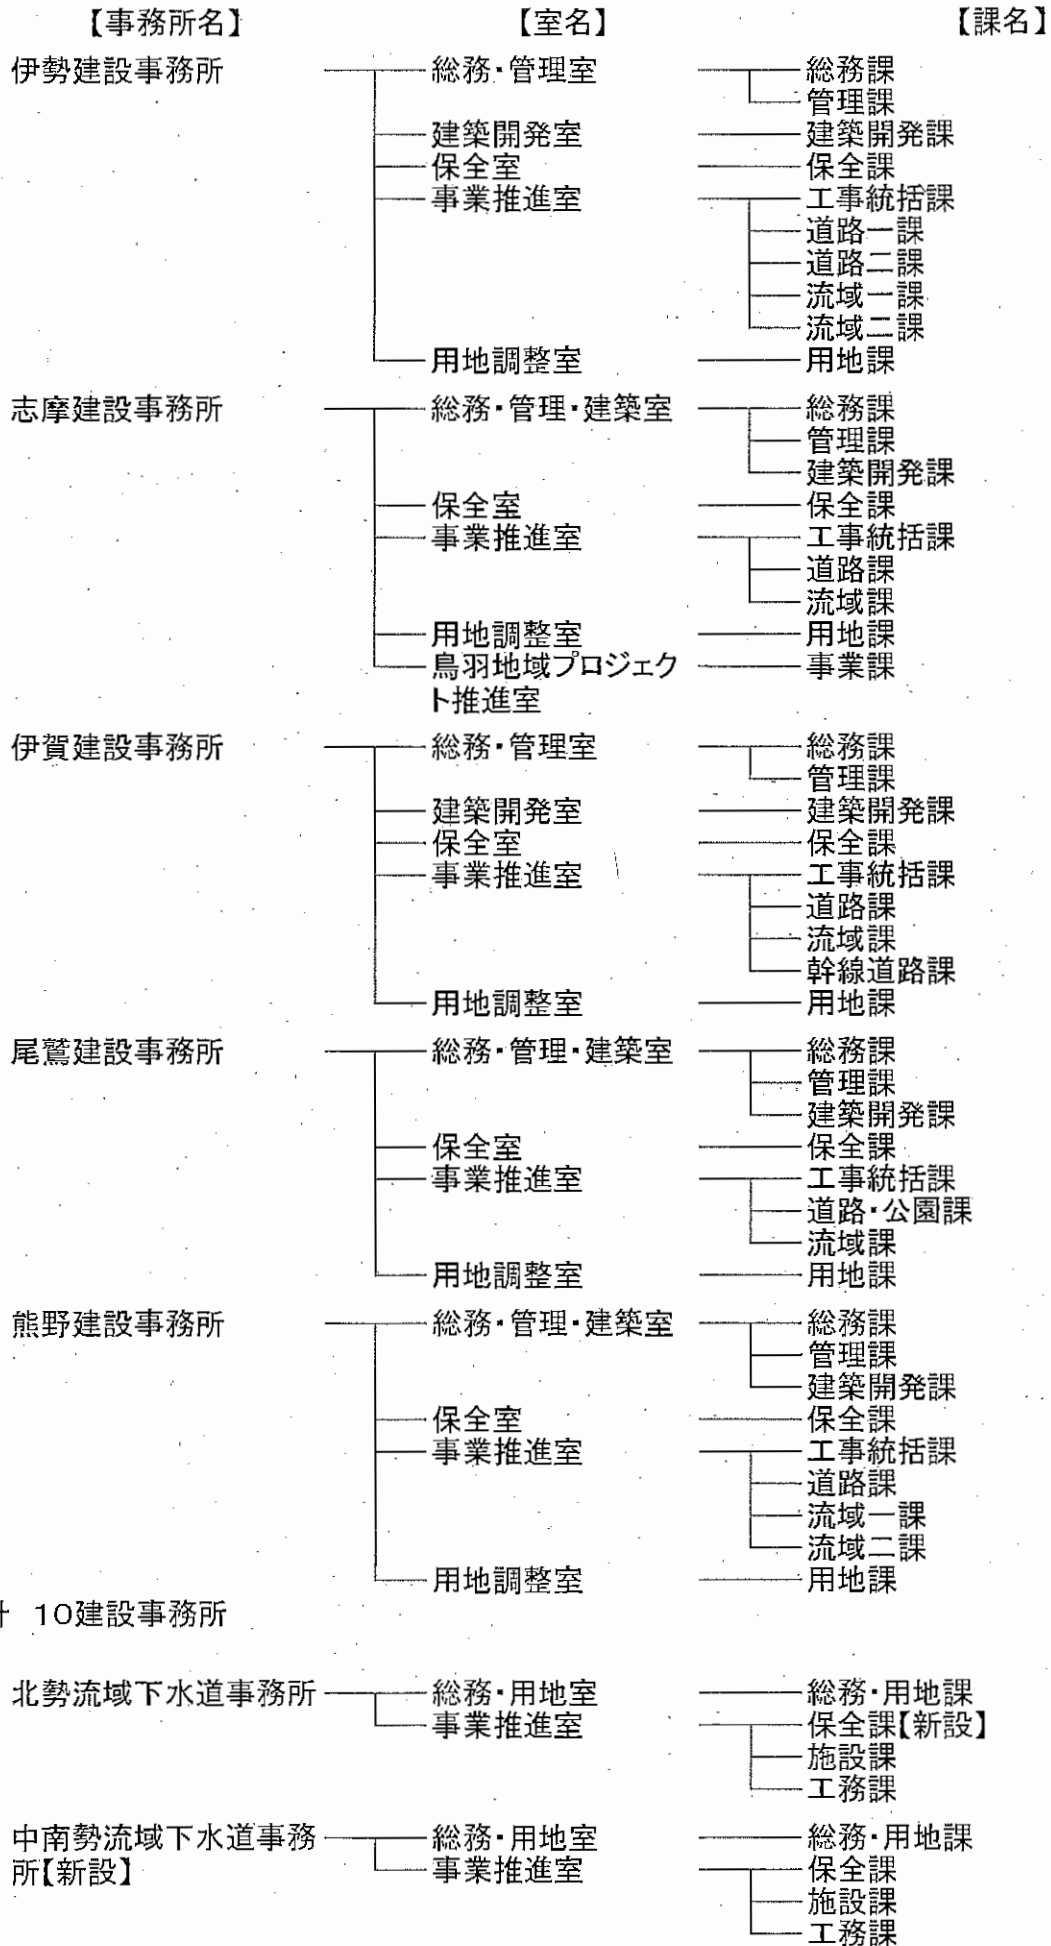 【事務所名】 【室名】 【課名】
伊勢建設事務所 総務・管理室 総務課
管理課
建築開発室 建築開発課
保全室 保全課
事業推進室 工事統括課
道路一課
道路二課
流域一課
流域二課
用地調整室 用地課
志摩建設事務所 総務・管理・建築室 総務課
管理課
建築開発課
保全室 保全課
事業推進室 工事統括課
道路課
流域課
用地調整室 用地課
鳥羽地域プロジェク 事業課
ト推進室
伊賀建設事務所 総務・管理室 総務課
管理課
建築開発室 建築開発課
保全室 保全課
事業推進室 工事統括課
道路課
流域課
幹線道路課
用地調整室 用地課
尾鷲建設事務所 総務・管理・建築室 総務課
管理課
建築開発課
保全室 保全課
事業推進室 工事統括課
道路・公園課
流域課
用地調整室 用地課
熊野建設事務所 総務・管理・建築室 総務課
管理課
建築開発課
保全室 保全課
事業推進室 工事統括課
道路課
流域一課
流域二課
用地調整室 用地課
10建設事務所
北勢流域下水道事務所 総務・用地室 総務・用地課
事業推進室 保全課【新設】
施設課
工務課
中南勢流域下水道事務 総務・用地室 総務・用地課
所【新設】 事業推進室 保全課
施設課
工務課